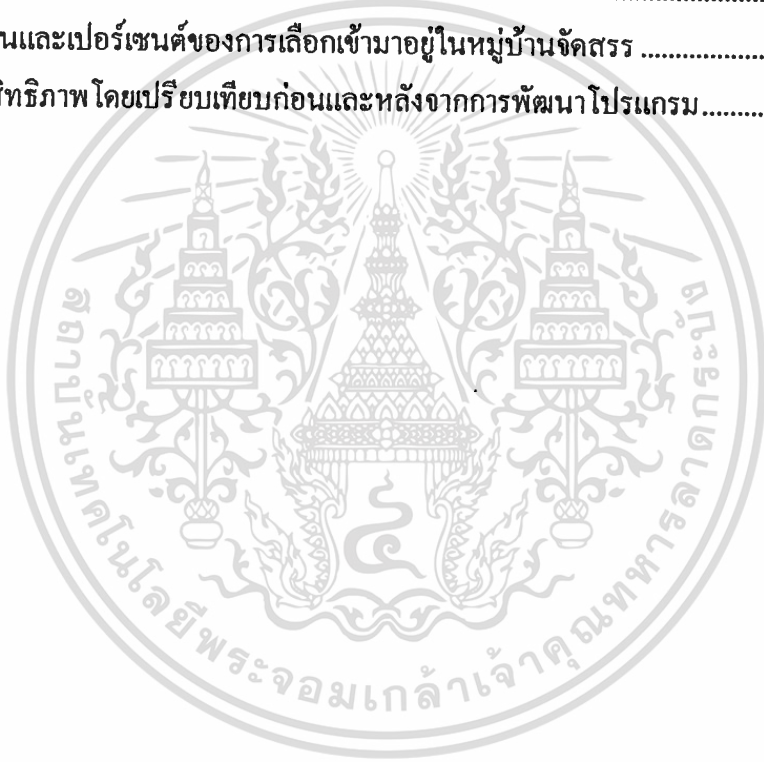 นและเปอร์เซนต์ของการเลือกเข้ามาอยู่ในหมู่บ้านจัดสรร ..................
สิทธิภาพโดยเปรียบเทียบก่อนและหลังจากการพัฒนาโปรแกรม..........
สถาบันเทคโนโลยีพระจอมเกล้าเจ้าคุณทหารลาดกระบัง